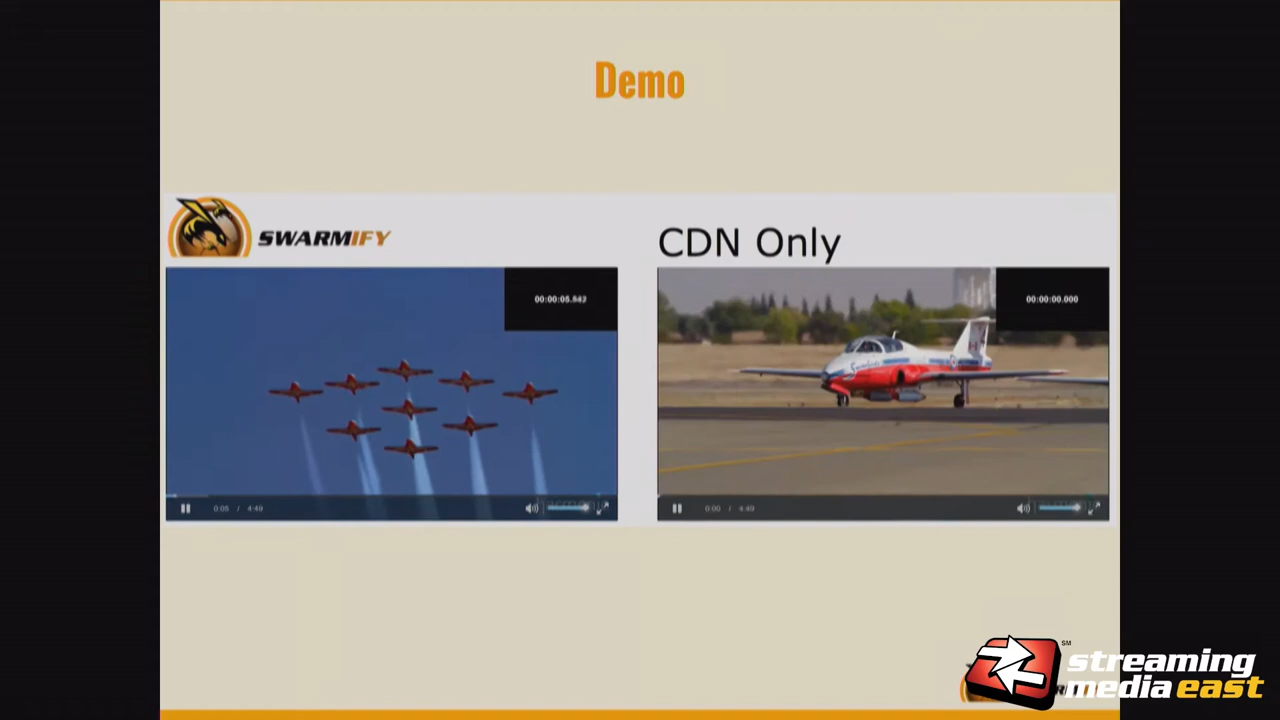 Demo
SWARMIFY
CDN Only
00:00:05.542
00:00:00.000
0:05 / 4:49
0:00 / 4:49
streaming
media east
SM